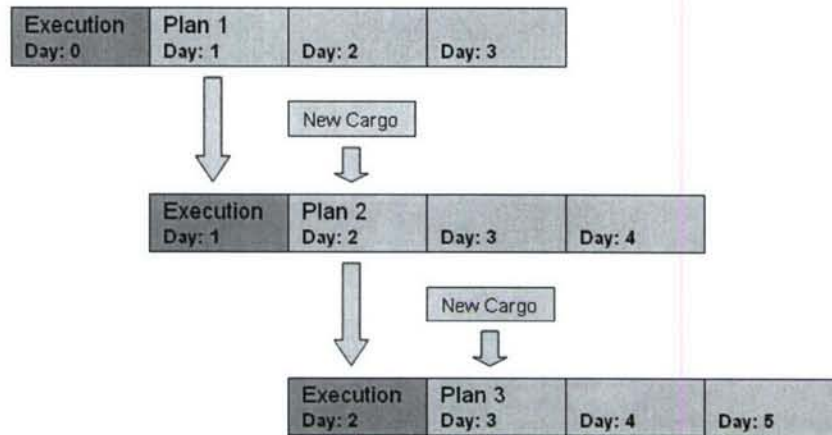 Execution Plan 1
Day: 0 Day: 1 Day: 2 Day: 3
New Cargo
Execution Plan 2
Day: 1 Day: 2 Day: 3 Day: 4
New Cargo
Execution Plan 3
Day: 2 Day: 3 Day: 4 Day: 5